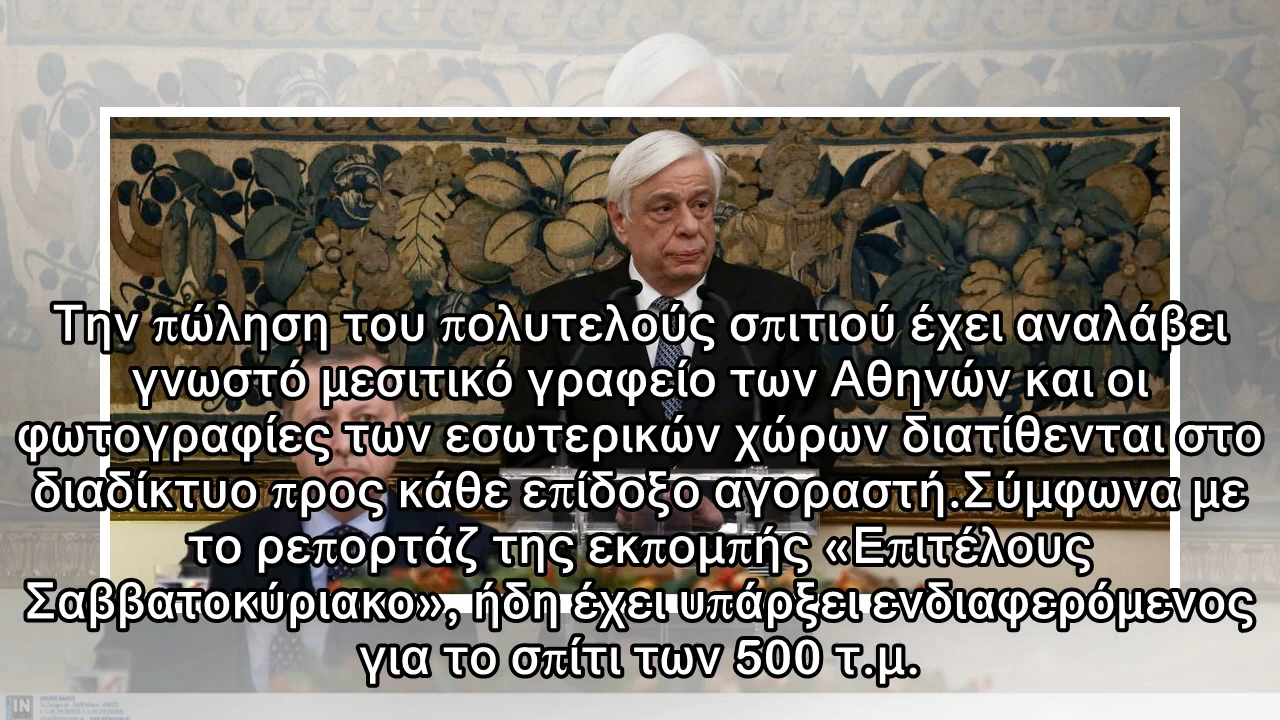 Την πώληση του πολυτελούς σπιτιού έχει αναλάβει
γνωστό μεσιτικό γραφείο των Αθηνών και οι
φωτογραφίες των εσωτερικών χώρων διατίθενται στο
διαδίκτυο προς κάθε επίδοξο αγοραστή.Σύμφωνα με
το ρεπορτάζ της εκπομπής «Επιτέλους
Σαββατοκύριακο», ήδη έχει υπάρξει ενδιαφερόμενος
για το σπίτι των 500 τ.μ.
IN